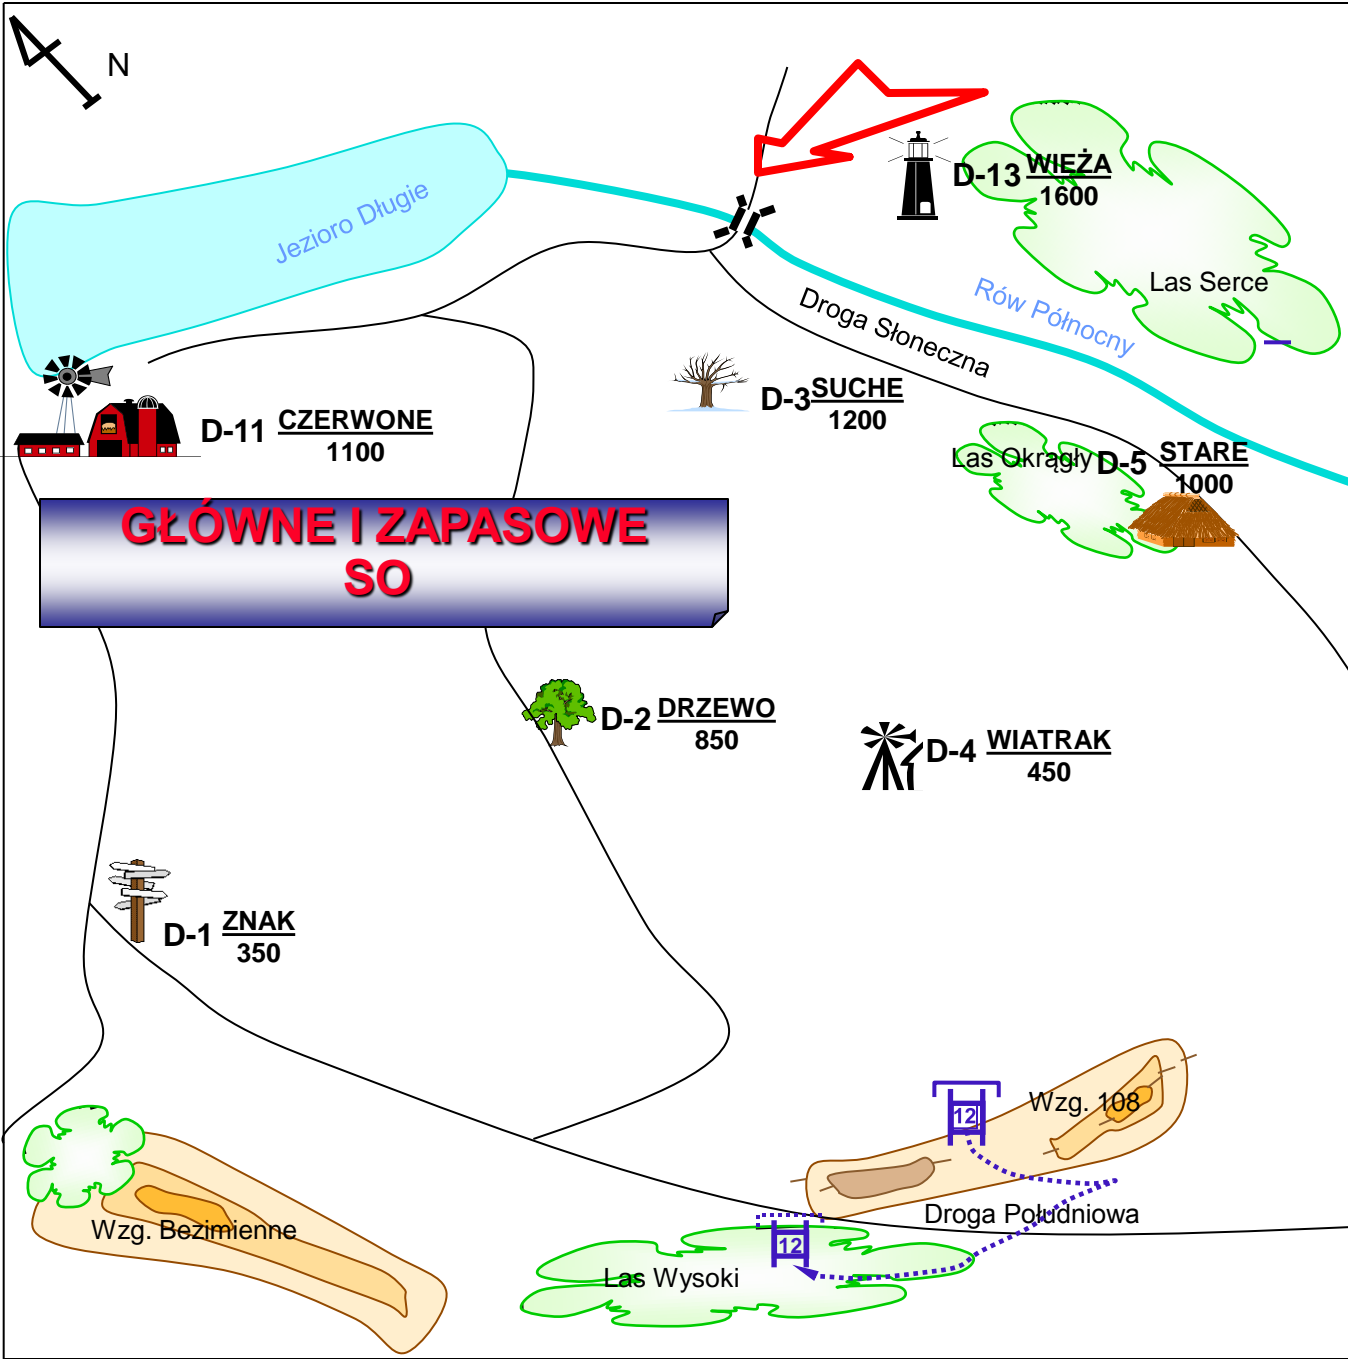 N
Jezioro Długie
D-13 WIEŻA
1600
Las Serce
Rów Północny
Droga Słoneczna
D-3 SUCHE
1200
D-11 CZERWONE
1100
Las Okrągły
D-5 STARE
1000
GŁÓWNE I ZAPASOWE
SO
D-2 DRZEWO
850
D-4 WIATRAK
450
D-1 ZNAK
350
12
Wzg. 108
Droga Południowa
Wzg. Bezimienne
12
Las Wysoki